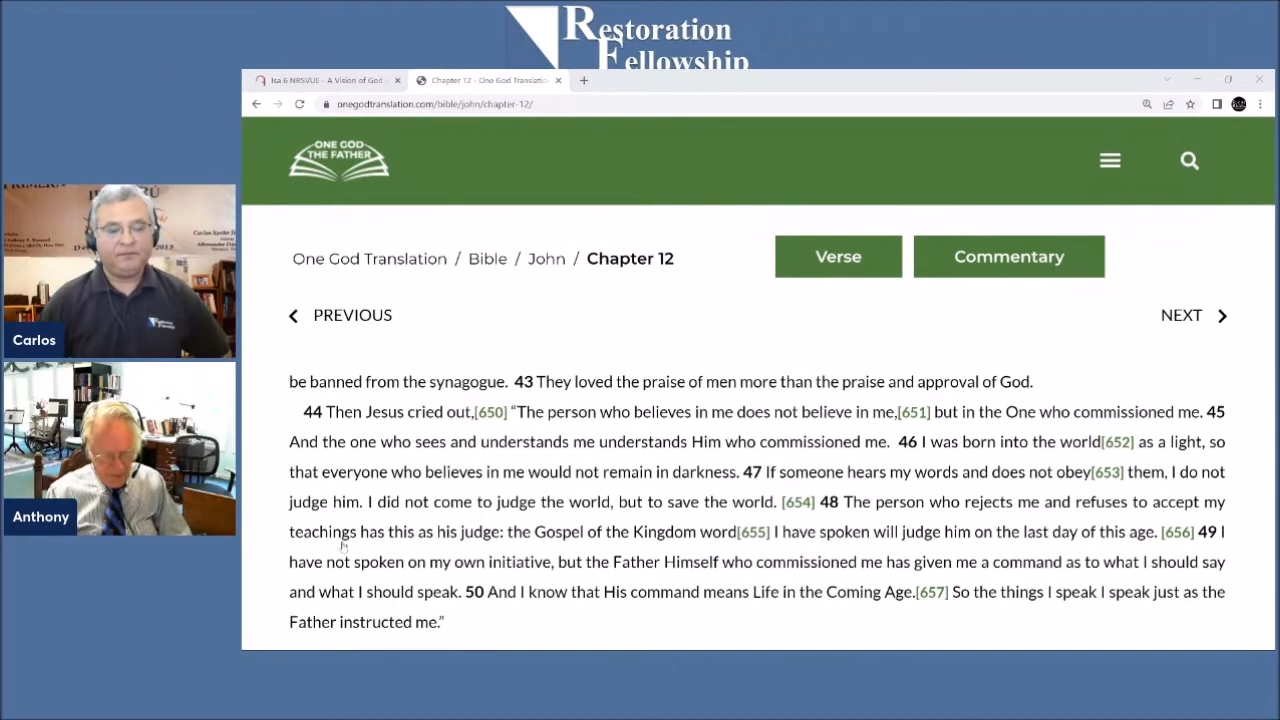 Restoration
Fellowship
Isa 6 NRSVUE - A Vision of God
Chapter 12 - One God Translatio
onegodtranslation.com/bible/john/chapter-12/
ONE GOD
THE FATHER
One God Translation / Bible / John / Chapter 12
Verse
Commentary
PREVIOUS
NEXT
be banned from the synagogue. 43 They loved the praise of men more than the praise and approval of God.
44 Then Jesus cried out,[650] “The person who believes in me does not believe in me,[651] but in the One who commissioned me. 45
And the one who sees and understands me understands Him who commissioned me. 46 I was born into the world[652] as a light, so
that everyone who believes in me would not remain in darkness. 47 If someone hears my words and does not obey[653] them, I do not
judge him. I did not come to judge the world, but to save the world. [654] 48 The person who rejects me and refuses to accept my
teachings has this as his judge: the Gospel of the Kingdom word[655] I have spoken will judge him on the last day of this age. [656] 49 I
have not spoken on my own initiative, but the Father Himself who commissioned me has given me a command as to what I should say
and what I should speak. 50 And I know that His command means Life in the Coming Age.[657] So the things I speak I speak just as the
Father instructed me.”
Carlos
Anthony